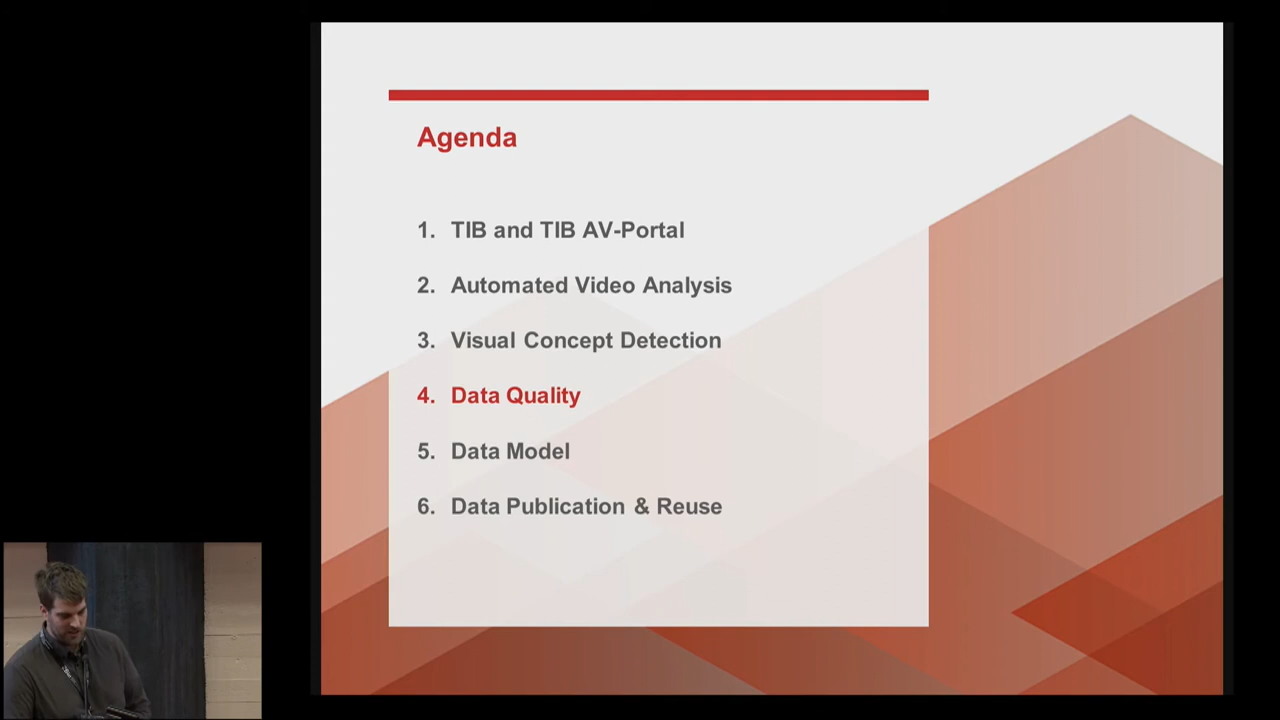 Agenda
1. TIB and TIB AV-Portal
2. Automated Video Analysis
3. Visual Concept Detection
4. Data Quality
5. Data Model
6. Data Publication & Reuse